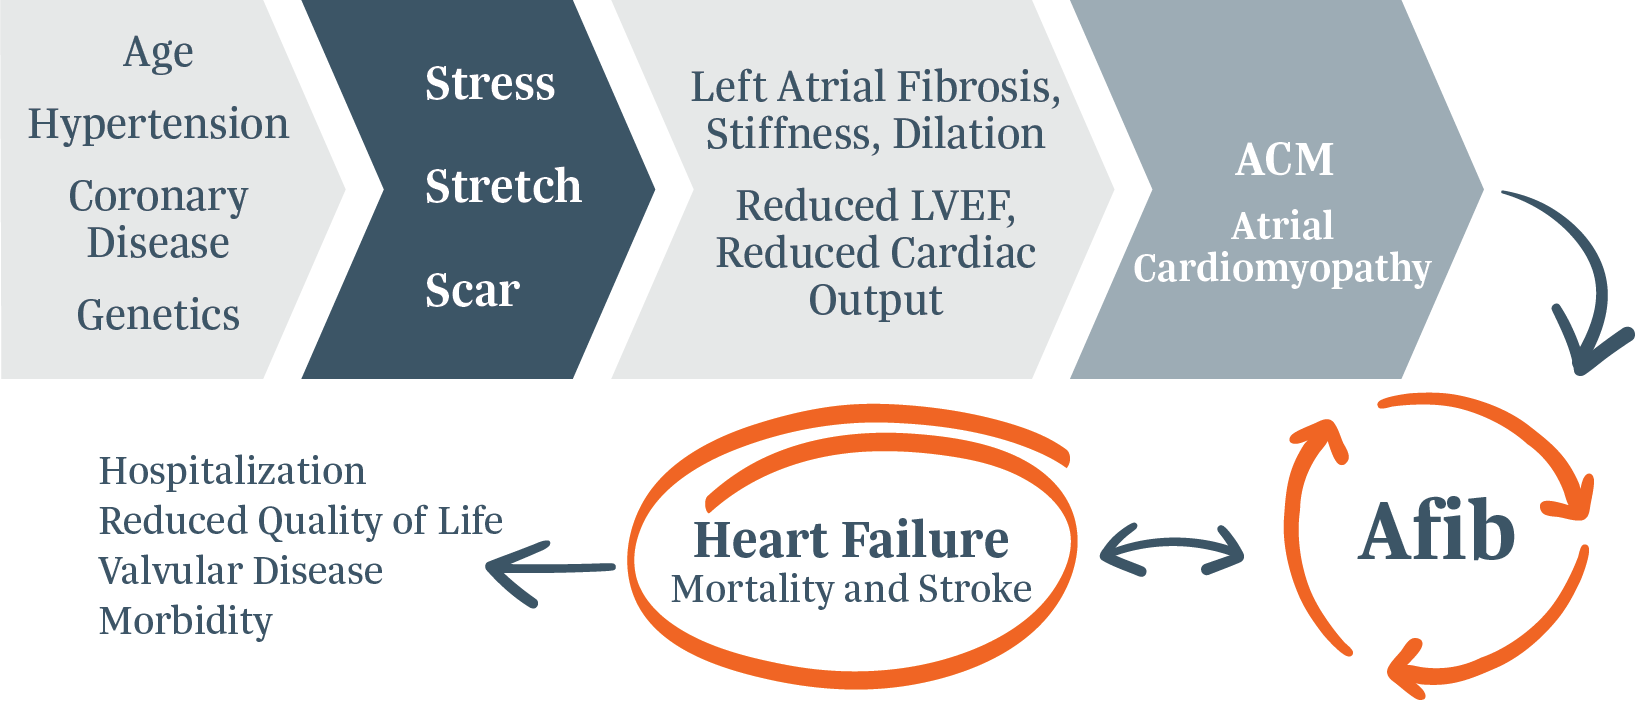 Age
Hypertension
Coronary
Disease
Genetics
Stress
Stretch
Scar
Left Atrial Fibrosis,
Stiffness, Dilation
Reduced LVEF,
Reduced Cardiac
Output
ACM
Atrial
Cardiomyopathy
Afib
Heart Failure
Mortality and Stroke
Hospitalization
Reduced Quality of Life
Valvular Disease
Morbidity